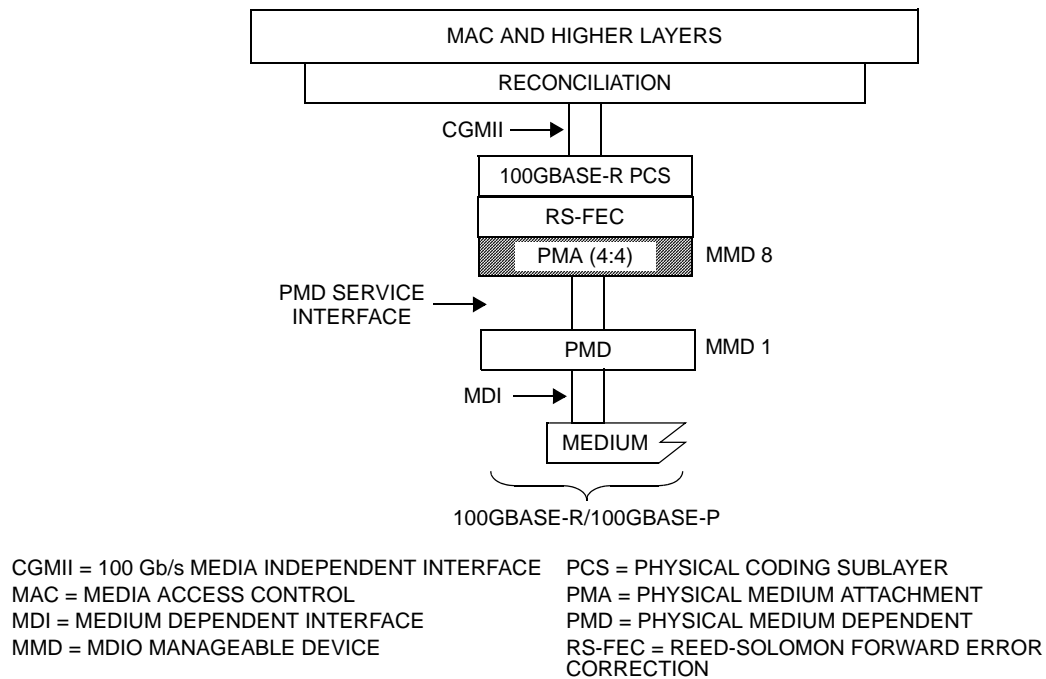 MAC AND HIGHER LAYERS
RECONCILIATION
CGMII
100GBASE-R PCS
RS-FEC
PMA (4:4)
MMD 8
PMD SERVICE
INTERFACE
PMD
MMD 1
MDI
MEDIUM
100GBASE-R/100GBASE-P
CGMII = 100 Gb/s MEDIA INDEPENDENT INTERFACE
MAC = MEDIA ACCESS CONTROL
MDI = MEDIUM DEPENDENT INTERFACE
MMD = MDIO MANAGEABLE DEVICE
PCS = PHYSICAL CODING SUBLAYER
PMA = PHYSICAL MEDIUM ATTACHMENT
PMD = PHYSICAL MEDIUM DEPENDENT
RS-FEC = REED-SOLOMON FORWARD ERROR
CORRECTION